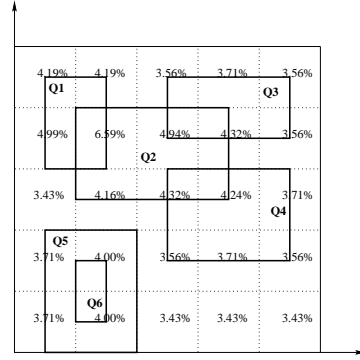 4.19% 4.19% 3.56% 3.71% 3.56%
Q1 Q3
4.99% 6.59% 4.94% 4.32% 3.56%
Q2
3.43% 4.16% 4.32% 4.24% 3.71%
Q4
Q5
3.71% 4.00% 3.56% 3.71% 3.56%
Q6
3.71% 4.00% 3.43% 3.43% 3.43%